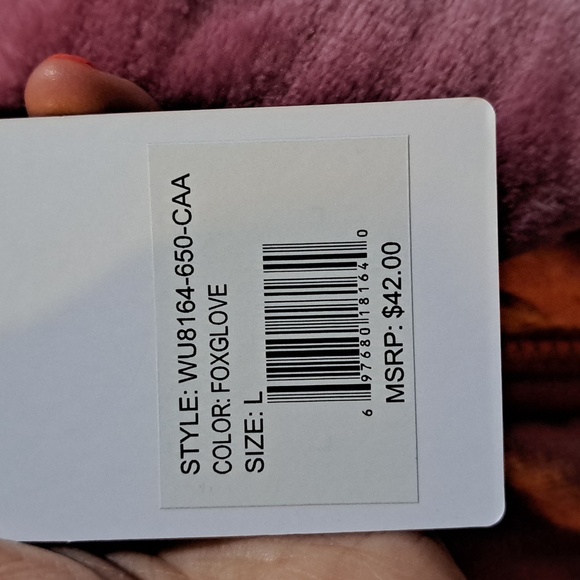 STYLE: WU8164-650-CAA
COLOR: FOXGLOVE
SIZE: L
6 97680 18164 0
MSRP: $42.00